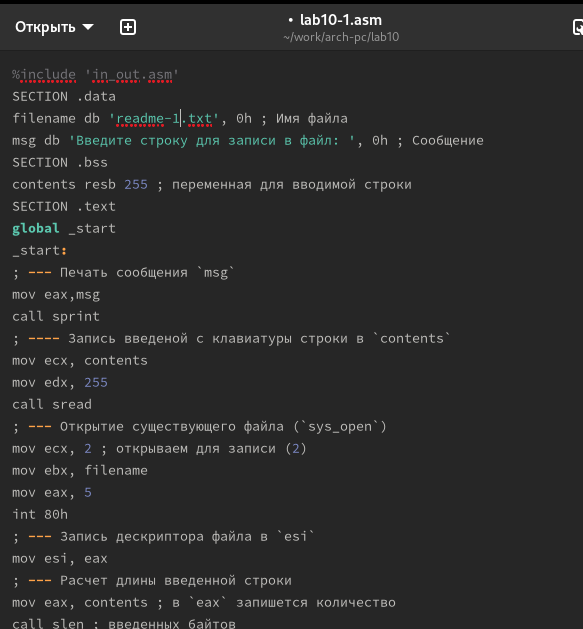 Открыть
• lab10-1.asm
~/work/arch-pc/lab10
%include 'in_out.asm'
SECTION .data
filename db 'readme-1.txt', 0h ; Имя файла
msg db 'Введите строку для записи в файл: ', 0h ; Сообщение
SECTION .bss
contents resb 255 ; переменная для вводимой строки
SECTION .text
global _start
_start:
; --- Печать сообщения `msg`
mov eax,msg
call sprint
; ---- Запись введеной с клавиатуры строки в `contents`
mov ecx, contents
mov edx, 255
call sread
; --- Открытие существующего файла (`sys_open`)
mov ecx, 2 ; открываем для записи (2)
mov ebx, filename
mov eax, 5
int 80h
; --- Запись дескриптора файла в `esi`
mov esi, eax
; --- Расчет длины введенной строки
mov eax, contents ; в `eax` запишется количество
call slen ; введенных байтов